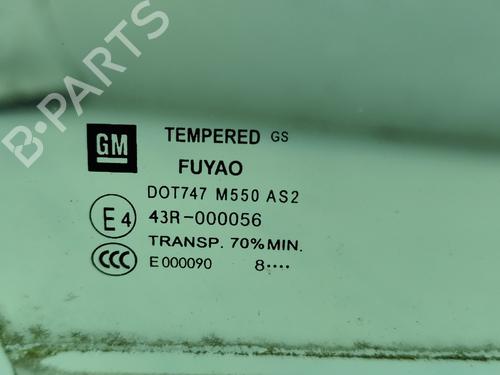 B-PARTS
GM TEMPERED GS
FUYAO
DOT747 M550 AS2
E4 43R-000056
TRANSP. 70%MIN.
CCC E000090 8••••